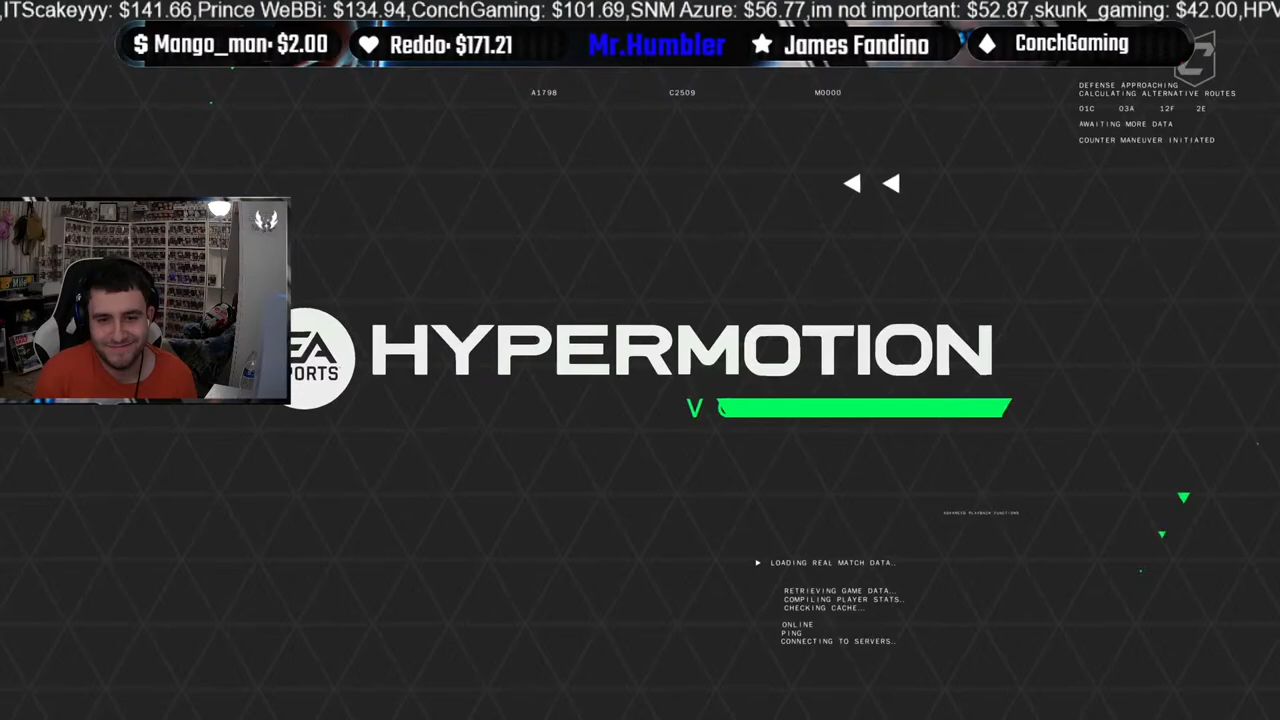 ,ITScakeyyy: $141.66,Prince WeBBi: $134.94,ConchGaming: $101.69,SNM Azure: $56.77,im not important: $52.87,skunk_gaming: $42.00,HPV
$ Mango_man: $2.00
Reddo: $171.21
Mr.Humbler
James Fandino
ConchGaming
A1798 C2509 M0000
DEFENSE APPROACHING
CALCULATING ALTERNATIVE ROUTES
01C 03A 12F 2E
AWAITING MORE DATA
COUNTER MANEUVER INITIATED
EA
SPORTS
HYPERMOTION
V
ADVANCED PLAYBACK FUNCTIONS
LOADING REAL MATCH DATA..
RETRIEVING GAME DATA...
COMPILING PLAYER STATS..
CHECKING CACHE...
ONLINE
PING
CONNECTING TO SERVERS..